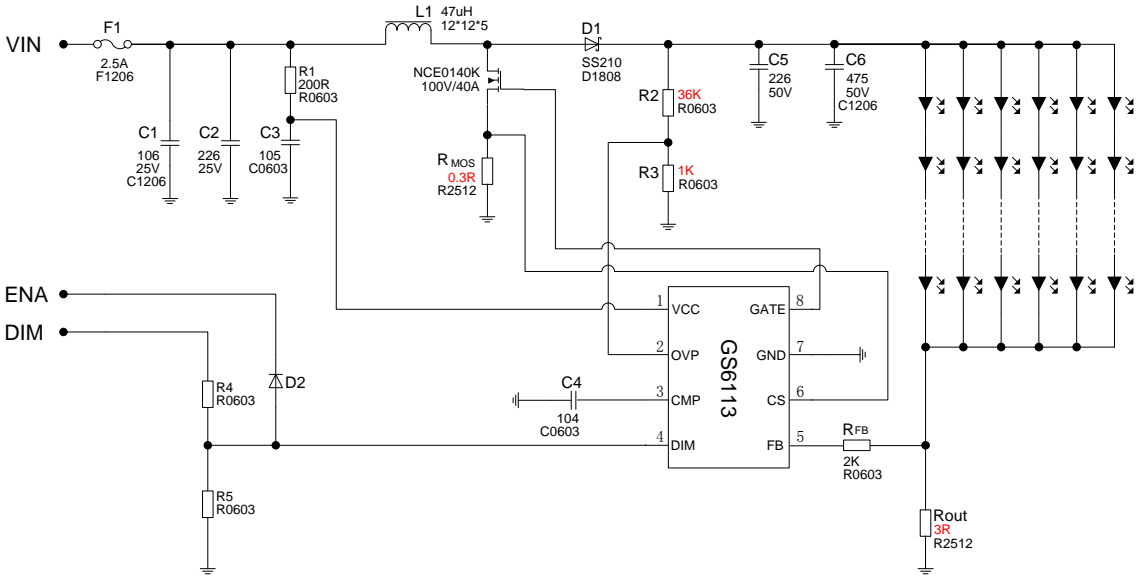 VIN
F1
2.5A
F1206
C1
106
25V
C1206
C2
226
25V
R1
200R
R0603
C3
105
C0603
L1
47uH
12*12*5
NCE0140K
100V/40A
R MOS
0.3R
R2512
D1
SS210
D1808
R2
36K
R0603
R3
1K
R0603
C5
226
50V
C6
475
50V
C1206
ENA
DIM
R4
R0603
D2
R5
R0603
C4
104
C0603
GS6113
1 VCC
2 OVP
3 CMP
4 DIM
GATE 8
GND 7
CS 6
FB 5
RFB
2K
R0603
Rout
3R
R2512